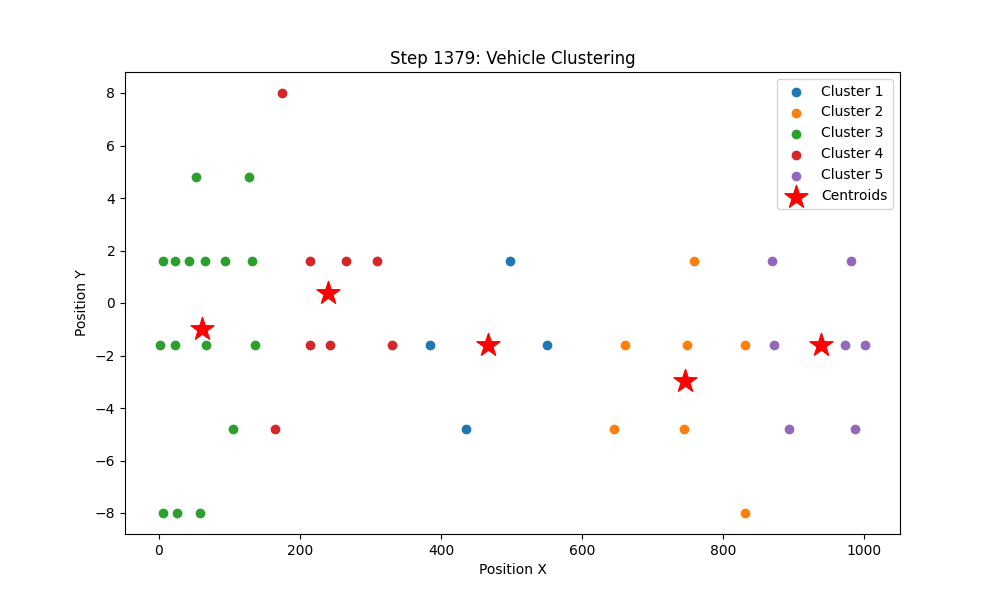 Step 1379: Vehicle Clustering
Cluster 1
Cluster 2
Cluster 3
Cluster 4
Cluster 5
Centroids
8
6
4
2
0
−2
−4
−6
−8
Position Y
0 200 400 600 800 1000
Position X